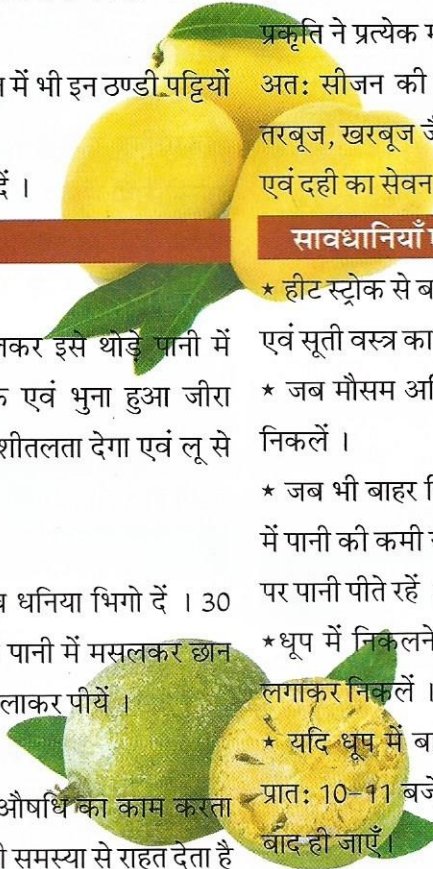 में भी इन ठण्डी पट्टियों
दें ।
इसे थोड़े पानी में
एवं भुना हुआ जीरा
शीतलता देगा एवं लू से
धनिया भिगो दें । 30
पानी में मसलकर छान
पीयें ।
औषधि का काम करता
समस्या से राहत देता है
प्रकृति ने प्रत्येक
अतः सीजन की
तरबूज, खरबूज
एवं दही का सेवन
सावधानियाँ
* हीट स्ट्रोक से
एवं सूती वस्त्र का
* जब मौसम
निकलें ।
* जब भी बाहर
में पानी की कमी
पर पानी पीते रहें
*धूप में निकलने
लगाकर निकलें ।
* यदि धूप में
प्रातः 10-11 बजे
बाद ही जाएँ।